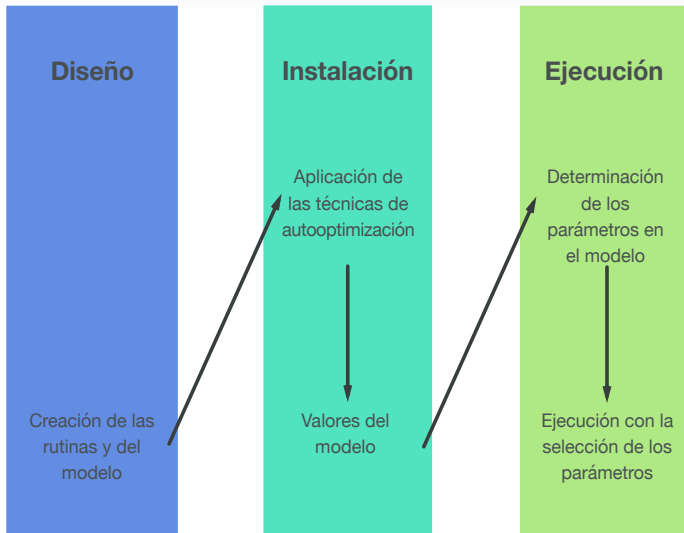 Diseño
Instalación
Ejecución
Aplicación de
las técnicas de
autooptimización
Determinación
de los
parámetros en
el modelo
Creación de las
rutinas y del
modelo
Valores del
modelo
Ejecución con la
selección de los
parámetros